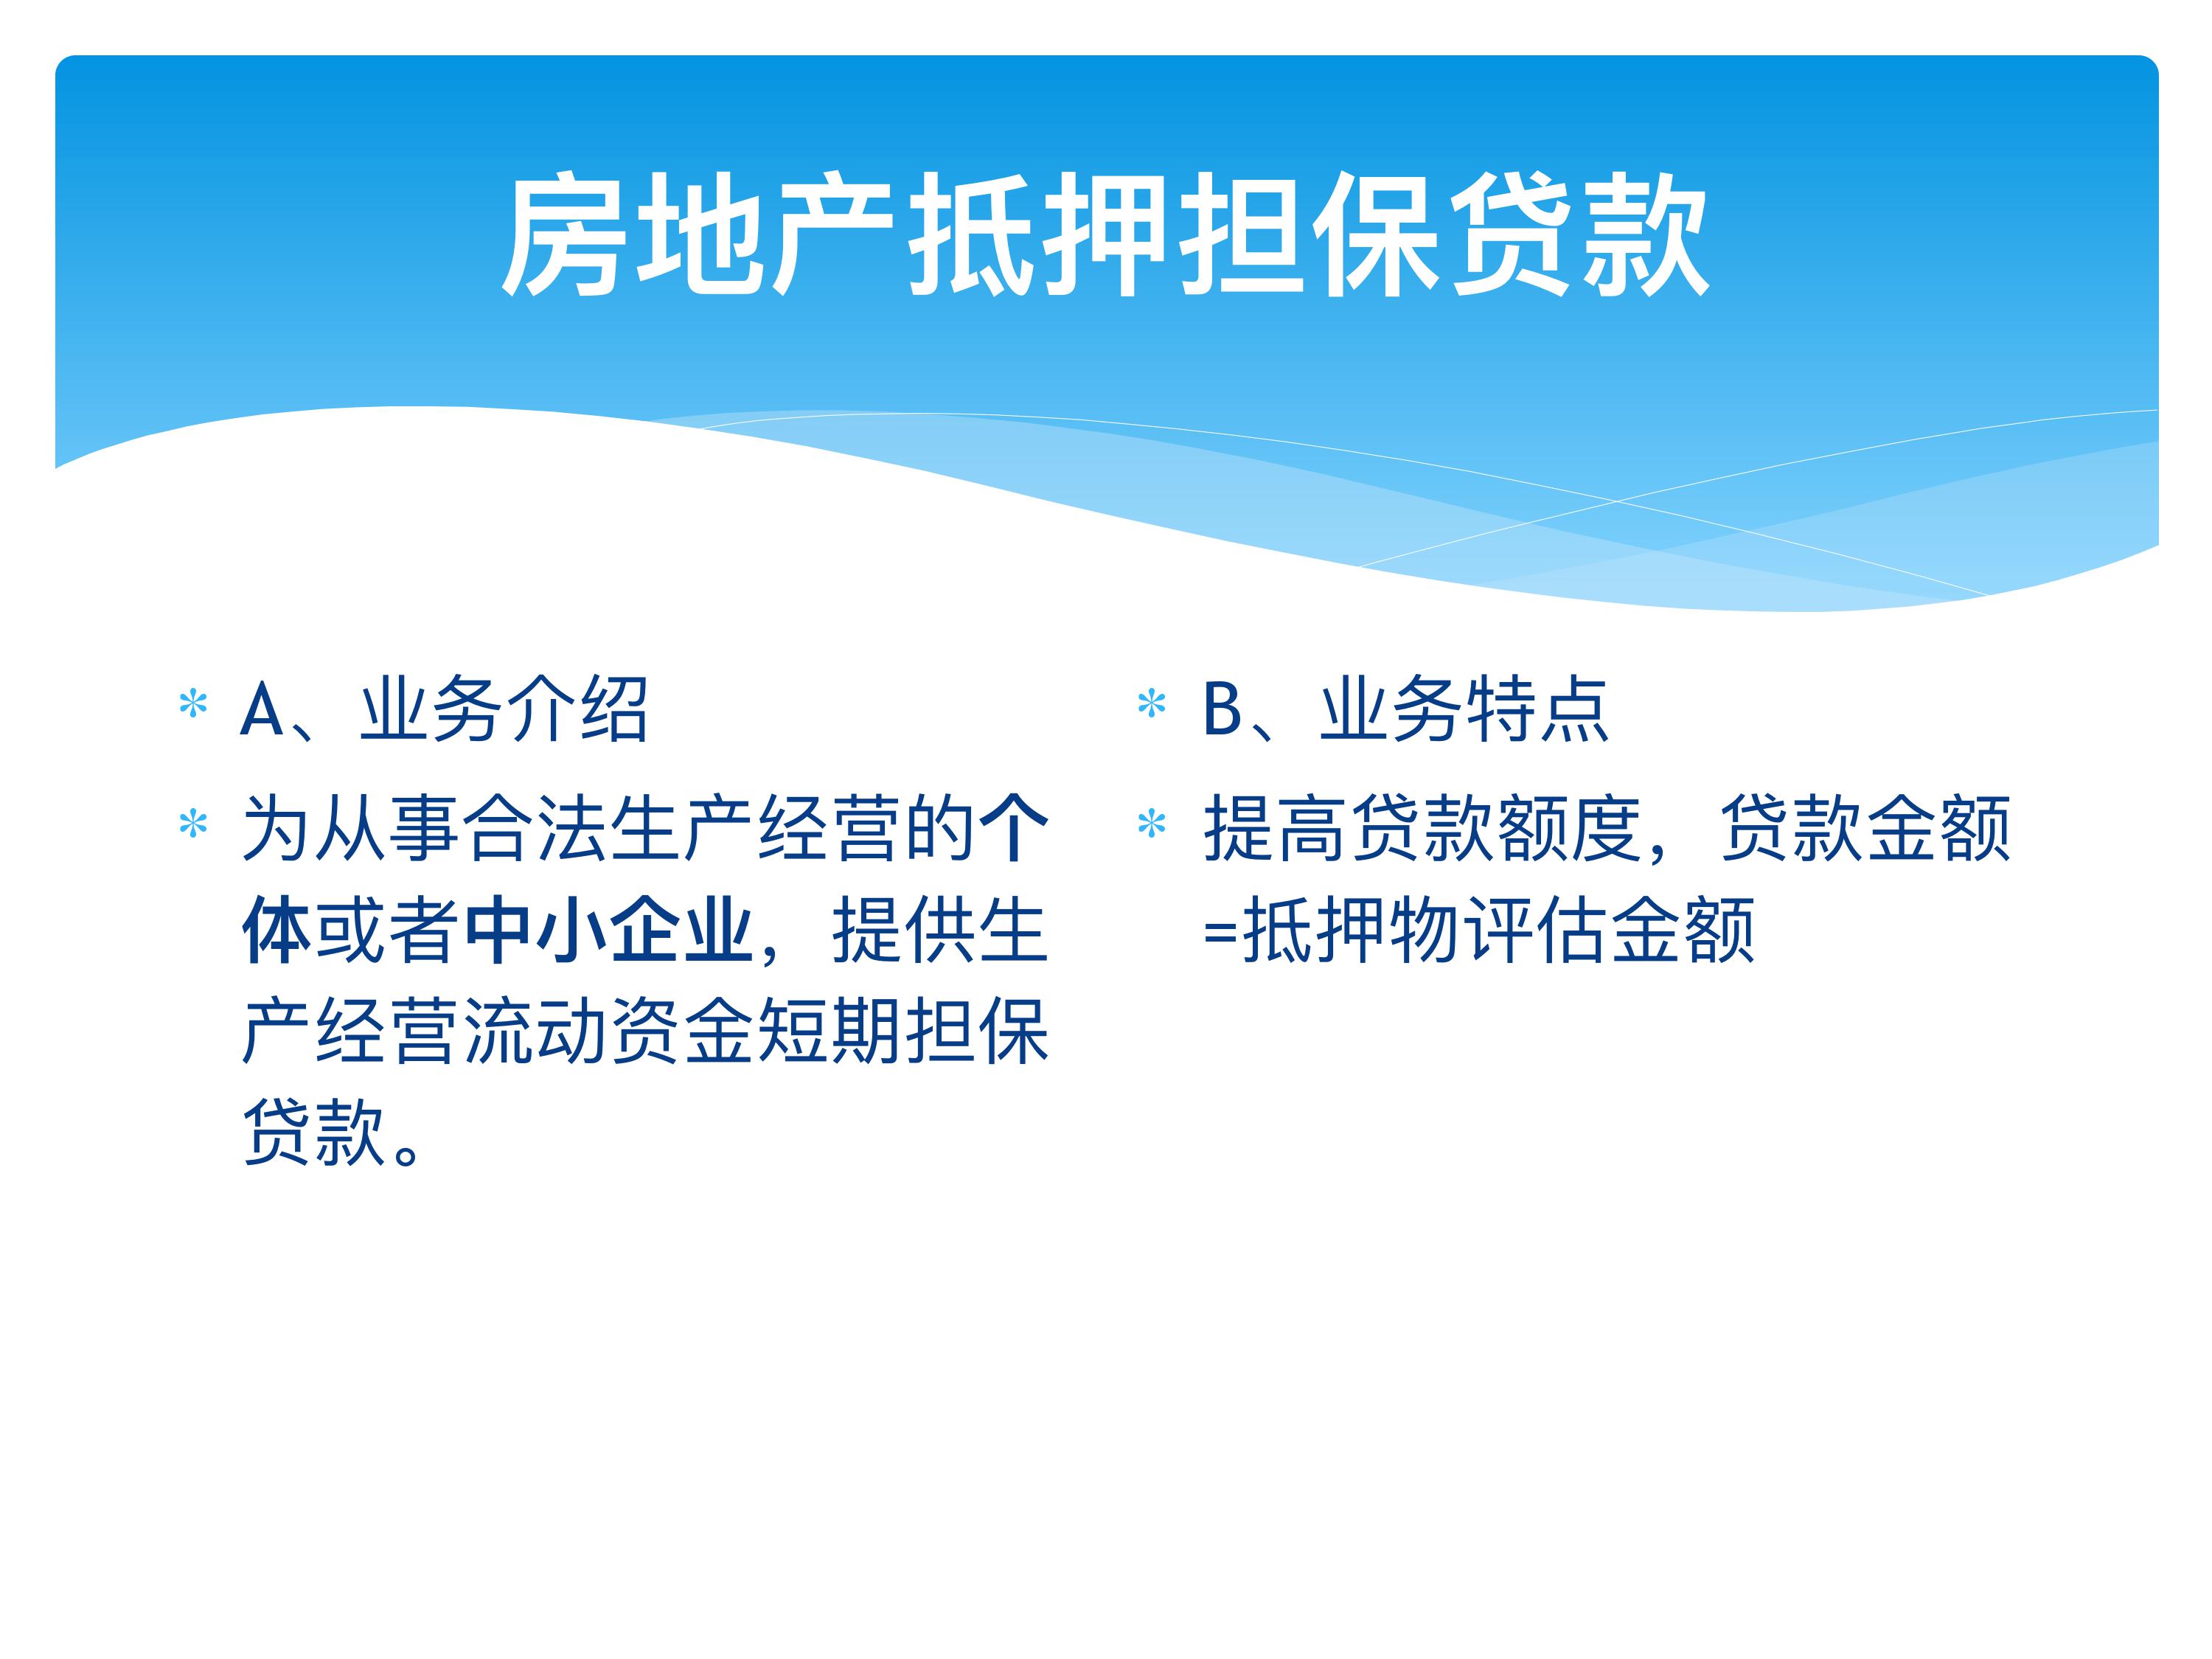 房地产抵押担保贷款
* A、业务介绍
* 为从事合法生产经营的个
体或者中小企业，提供生
产经营流动资金短期担保
贷款。
* B、业务特点
* 提高贷款额度，贷款金额
=抵押物评估金额